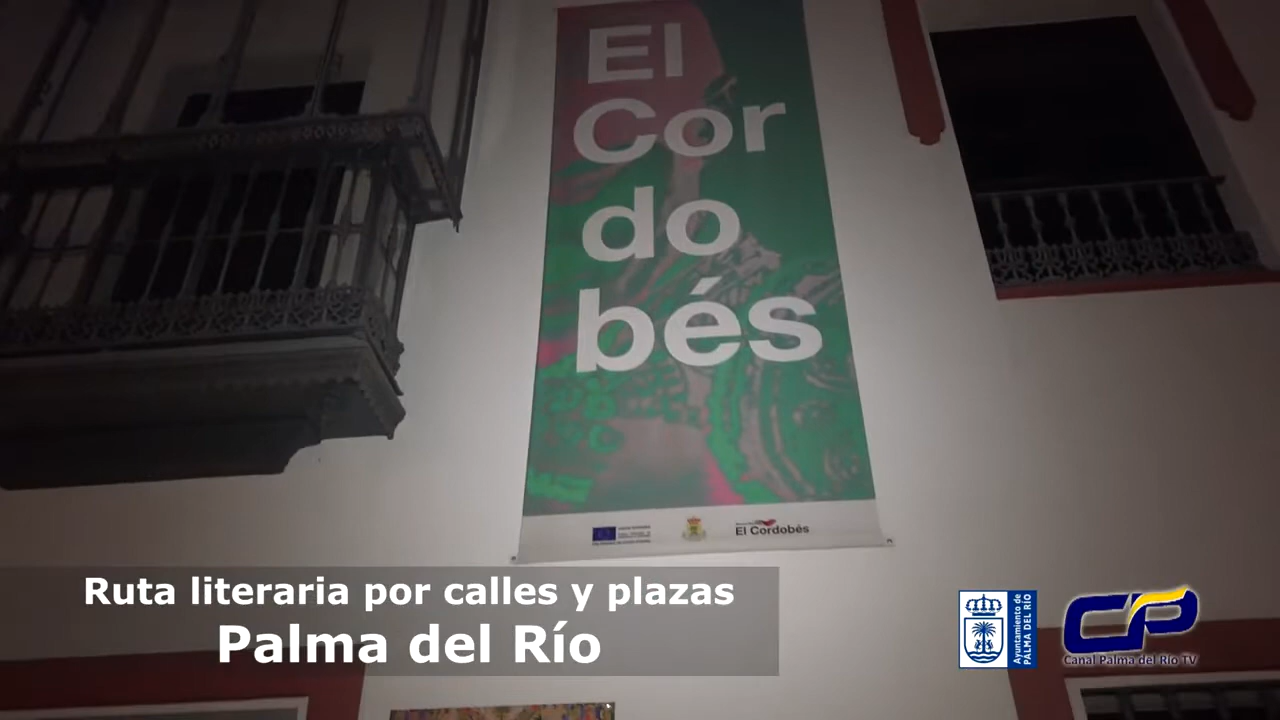 El
Cor
do
bés
El Cordobés
Ruta literaria por calles y plazas
Palma del Río
Ayuntamiento de
PALMA DEL RÍO
CP
Canal Palma del Río TV